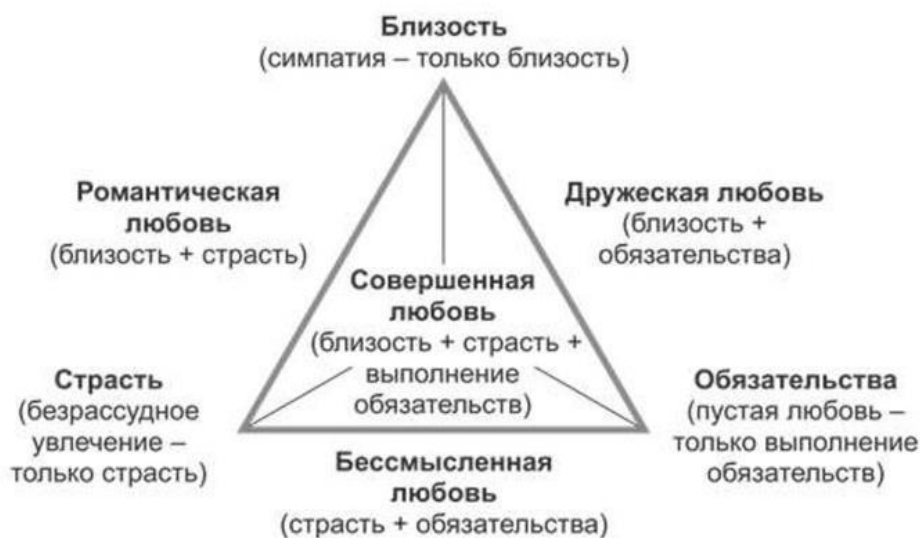 Близость
(симпатия – только близость)
Романтическая
любовь
(близость + страсть)
Дружеская любовь
(близость +
обязательства)
Совершенная
любовь
(близость + страсть +
выполнение
обязательств)
Страсть
(безрассудное
увлечение –
только страсть)
Обязательства
(пустая любовь –
только выполнение
обязательств)
Бессмысленная
любовь
(страсть + обязательства)